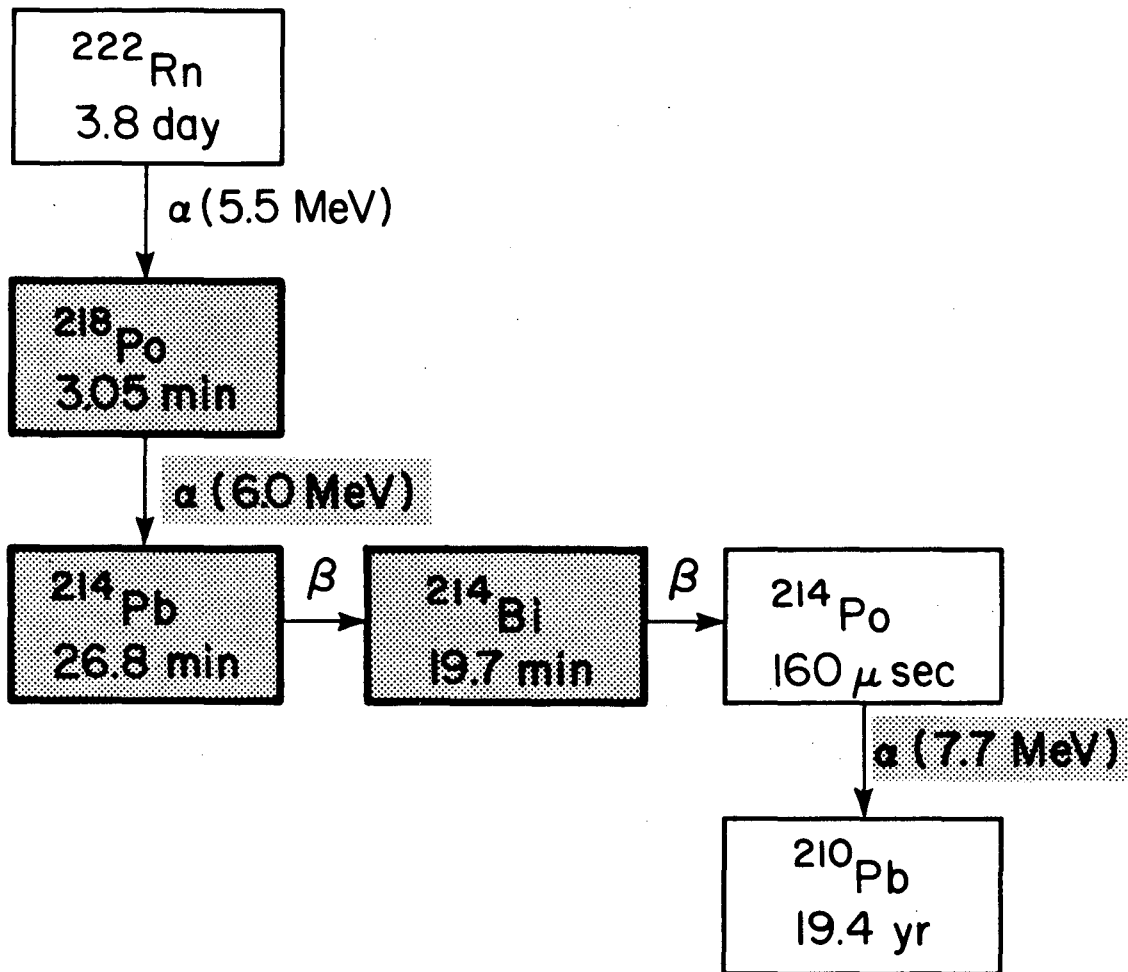 ²²²Rn
3.8 day
α (5.5 MeV)
²¹⁸Po
3.05 min
α (6.0 MeV)
²¹⁴Pb
26.8 min
β
²¹⁴Bi
19.7 min
β
²¹⁴Po
160 μ sec
α (7.7 MeV)
²¹⁰Pb
19.4 yr